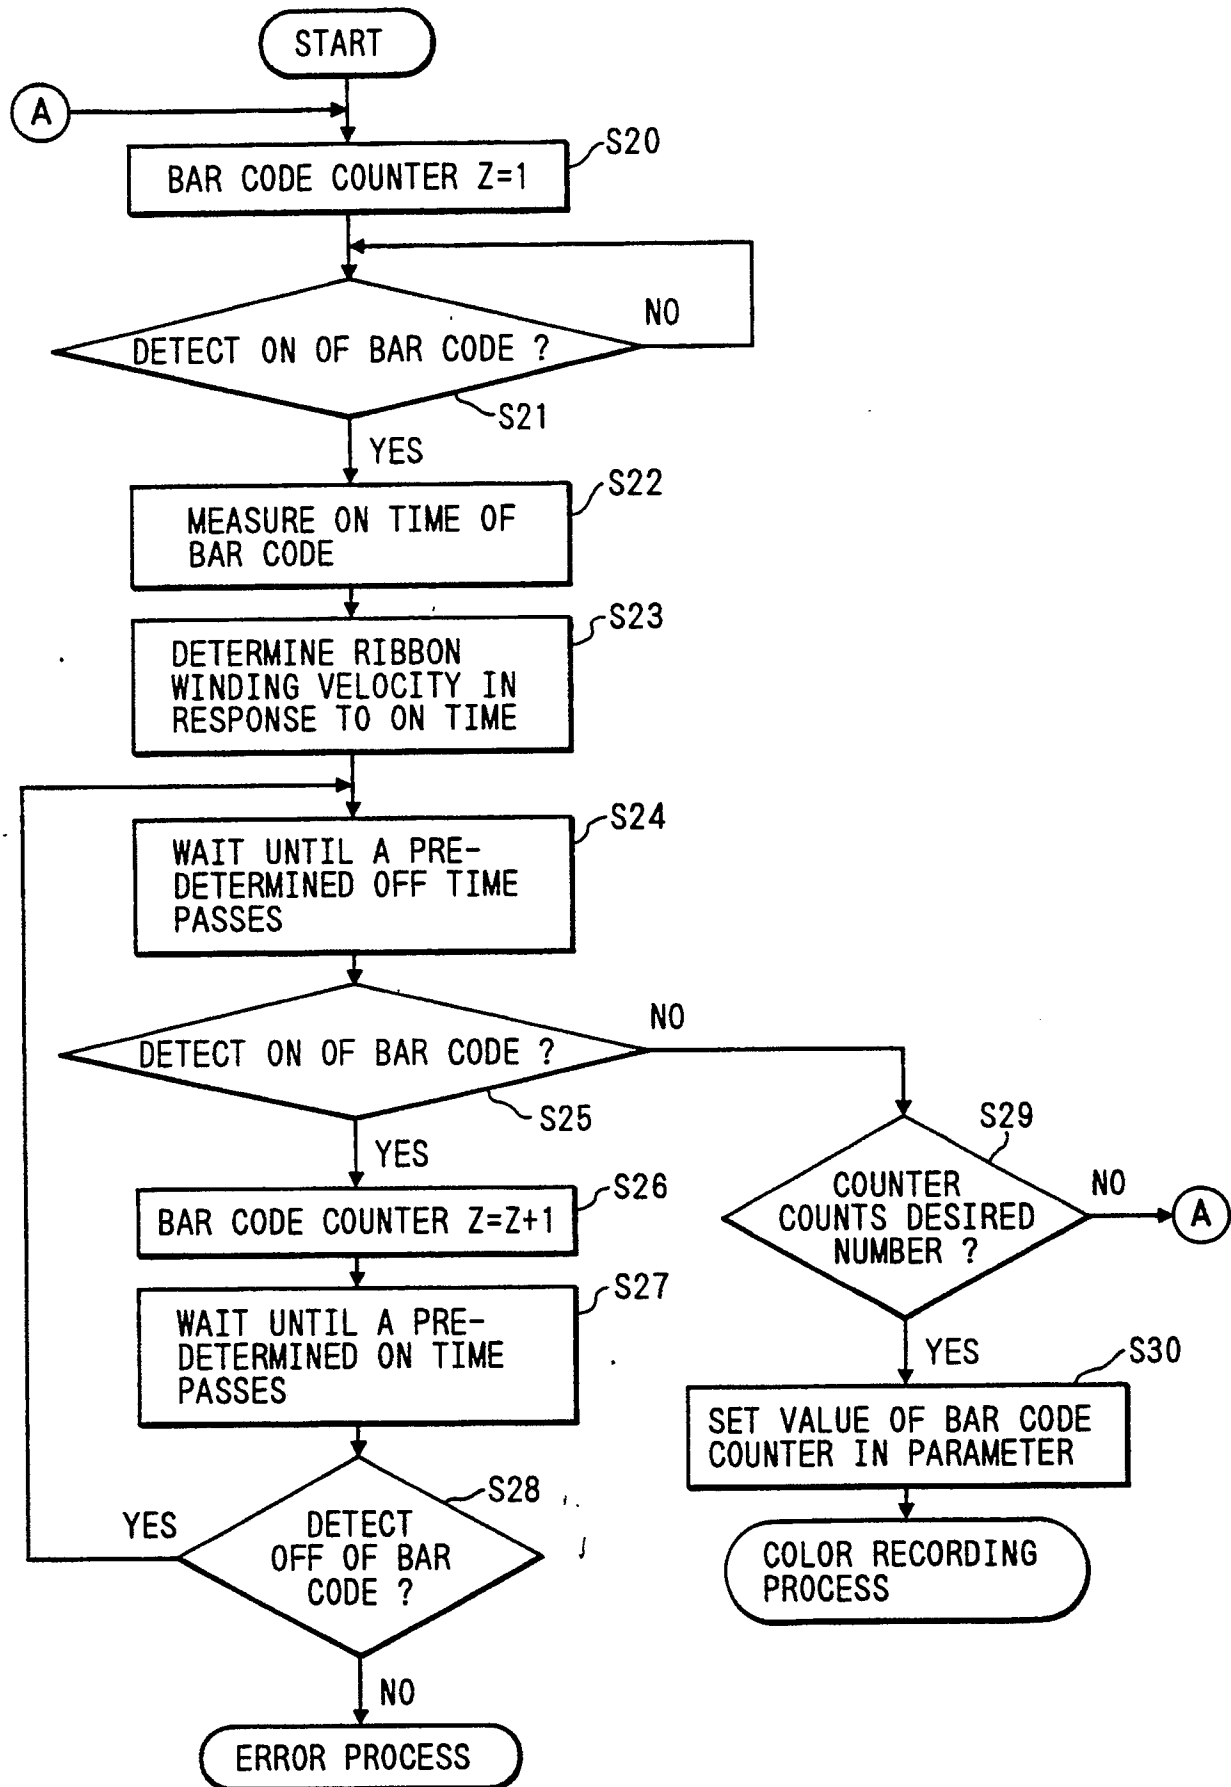 START
A
S20
BAR CODE COUNTER Z=1
NO
DETECT ON OF BAR CODE ?
S21
YES
S22
MEASURE ON TIME OF
BAR CODE
S23
DETERMINE RIBBON
WINDING VELOCITY IN
RESPONSE TO ON TIME
S24
WAIT UNTIL A PRE-
DETERMINED OFF TIME
PASSES
NO
DETECT ON OF BAR CODE ?
S25
YES
S26
BAR CODE COUNTER Z=Z+1
S27
WAIT UNTIL A PRE-
DETERMINED ON TIME
PASSES
S28
YES
DETECT
OFF OF BAR
CODE ?
NO
ERROR PROCESS
S29
COUNTER
COUNTS DESIRED
NUMBER ?
NO
A
YES
S30
SET VALUE OF BAR CODE
COUNTER IN PARAMETER
COLOR RECORDING
PROCESS